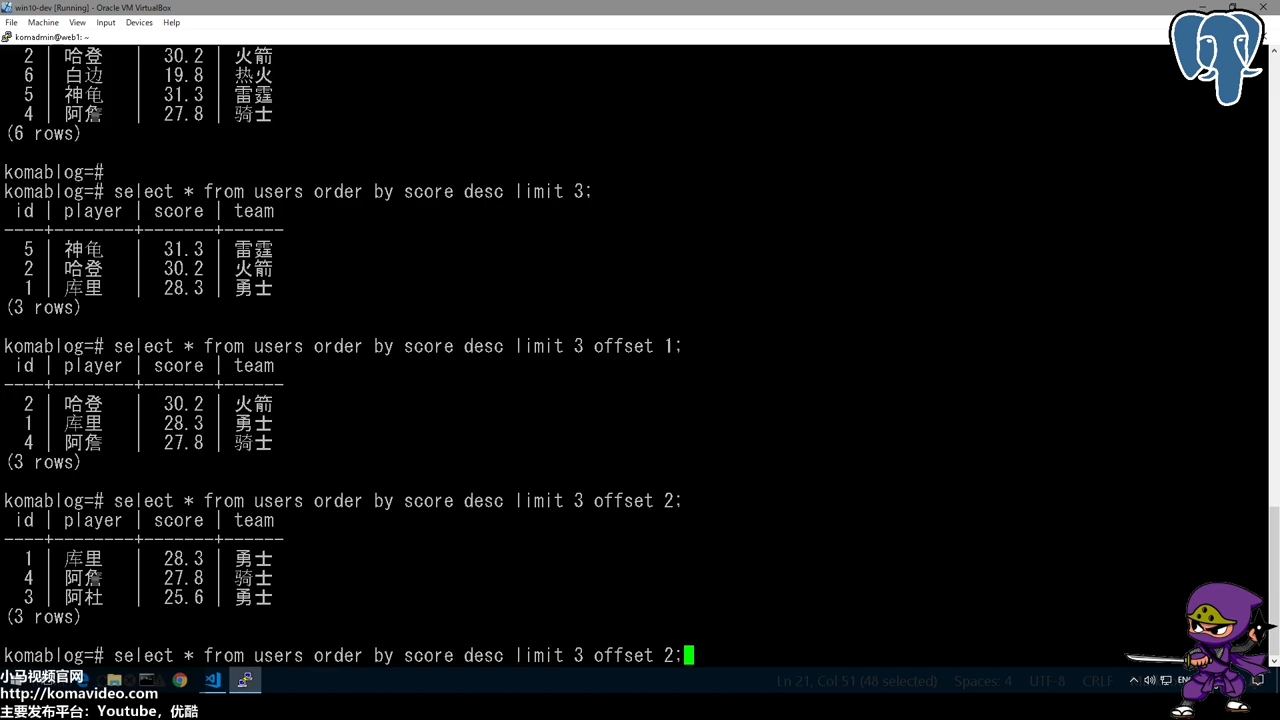 win10-dev [Running] - Oracle VM VirtualBox
File Machine View Input Devices Help
komadmin@web1: ~
2 | 哈登 | 30.2 | 火箭
6 | 白边 | 19.8 | 热火
5 | 神龟 | 31.3 | 雷霆
4 | 阿詹 | 27.8 | 骑士
(6 rows)
komablog=#
komablog=# select * from users order by score desc limit 3;
id | player | score | team
----+--------+-------+------
5 | 神龟 | 31.3 | 雷霆
2 | 哈登 | 30.2 | 火箭
1 | 库里 | 28.3 | 勇士
(3 rows)
komablog=# select * from users order by score desc limit 3 offset 1;
id | player | score | team
----+--------+-------+------
2 | 哈登 | 30.2 | 火箭
1 | 库里 | 28.3 | 勇士
4 | 阿詹 | 27.8 | 骑士
(3 rows)
komablog=# select * from users order by score desc limit 3 offset 2;
id | player | score | team
----+--------+-------+------
1 | 库里 | 28.3 | 勇士
4 | 阿詹 | 27.8 | 骑士
3 | 阿杜 | 25.6 | 勇士
(3 rows)
komablog=# select * from users order by score desc limit 3 offset 2;
小马视频官网
http://komavideo.com
主要发布平台：Youtube，优酷
Ln 21, Col 51 (48 selected) Spaces: 4 UTF-8 CRLF